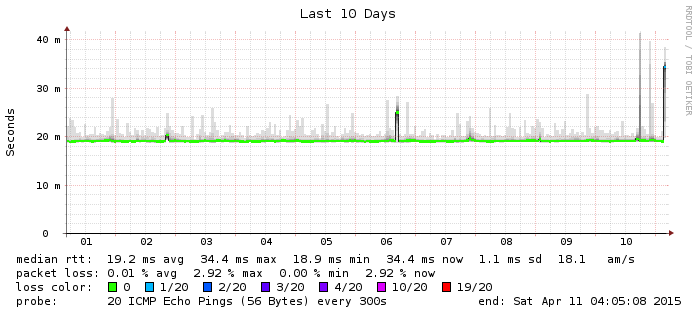 Last 10 Days
RRDTOOL / TOBI OETIKER
Seconds
40 m
30 m
20 m
10 m
0
01 02 03 04 05 06 07 08 09 10
median rtt: 19.2 ms avg 34.4 ms max 18.9 ms min 34.4 ms now 1.1 ms sd 18.1 am/s
packet loss: 0.01 % avg 2.92 % max 0.00 % min 2.92 % now
loss color: 0 1/20 2/20 3/20 4/20 10/20 19/20
probe: 20 ICMP Echo Pings (56 Bytes) every 300s end: Sat Apr 11 04:05:08 2015